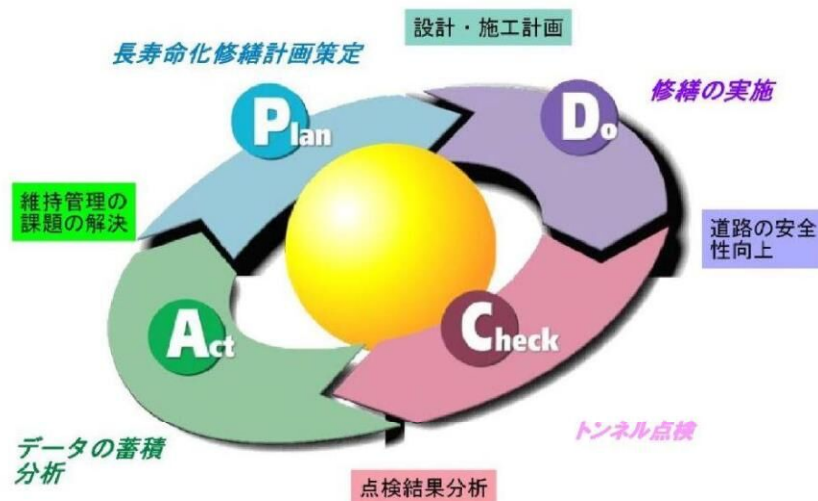 設計・施工計画
長寿命化修繕計画策定
Plan
Do
修繕の実施
維持管理の
課題の解決
道路の安全
性向上
Act
Check
データの蓄積
分析
トンネル点検
点検結果分析